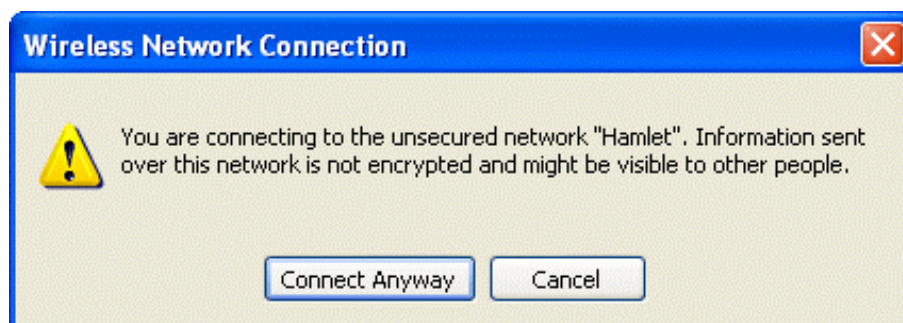 Wireless Network Connection
You are connecting to the unsecured network "Hamlet". Information sent
over this network is not encrypted and might be visible to other people.
Connect Anyway
Cancel